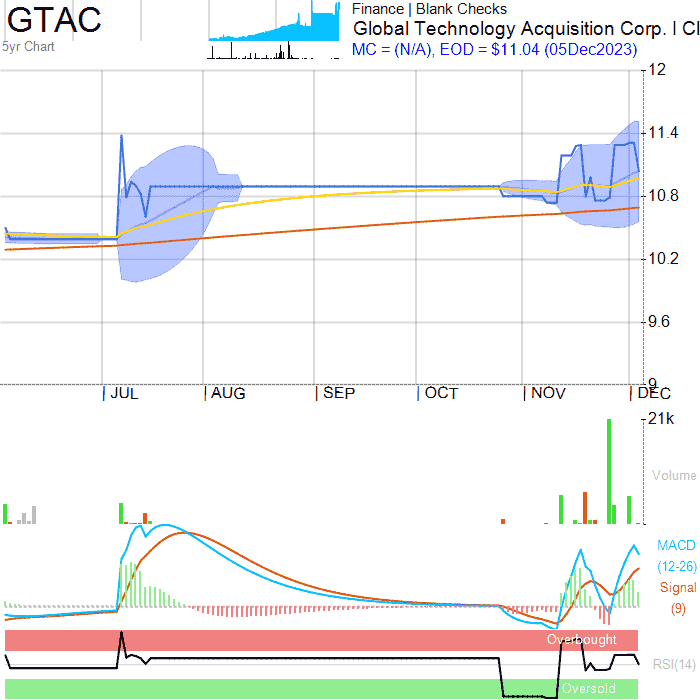 GTAC
5yr Chart
Finance | Blank Checks
Global Technology Acquisition Corp. I Cl
MC = (N/A), EOD = $11.04 (05Dec2023)
12
11.4
10.8
10.2
9.6
9
JUL AUG SEP OCT NOV DEC
21k
Volume
MACD
(12-26)
Signal
(9)
Overbought
RSI(14)
Oversold